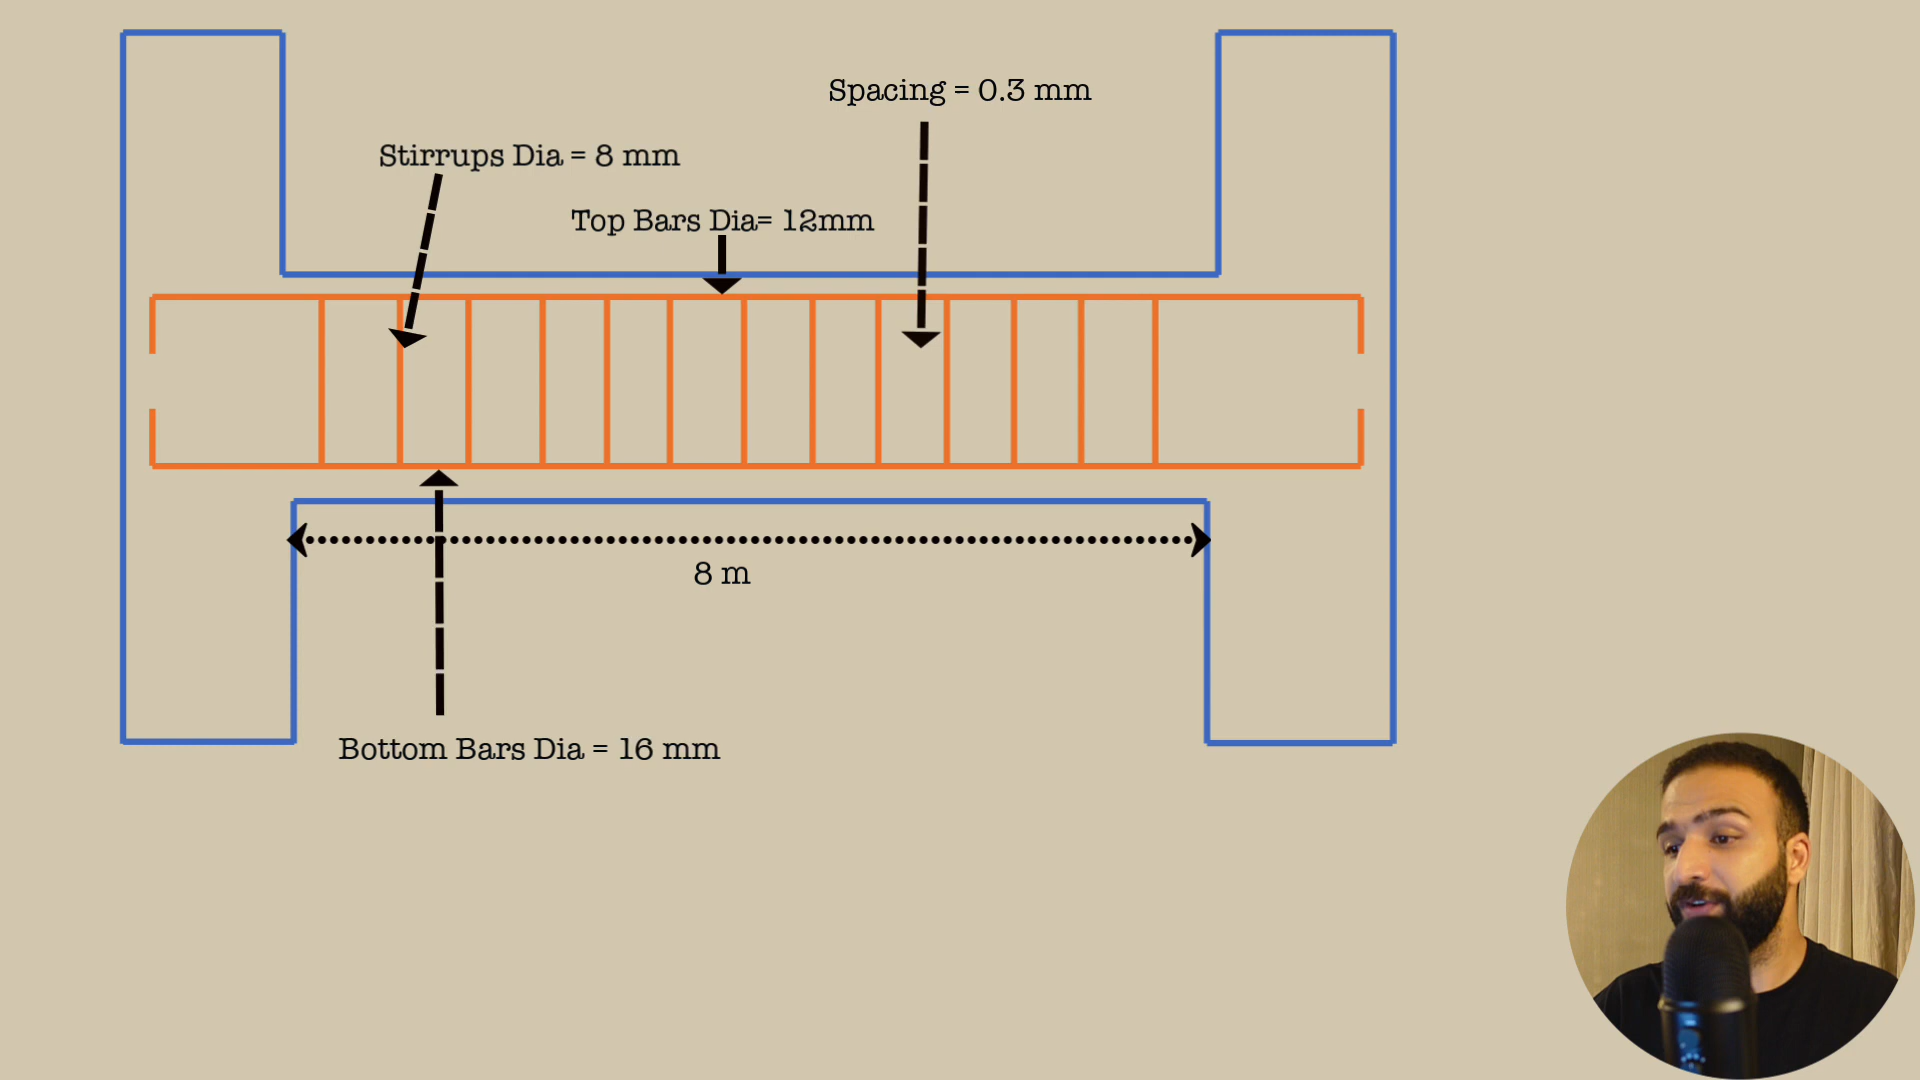 Spacing = 0.3 mm
Stirrups Dia = 8 mm
Top Bars Dia= 12mm
8 m
Bottom Bars Dia = 16 mm